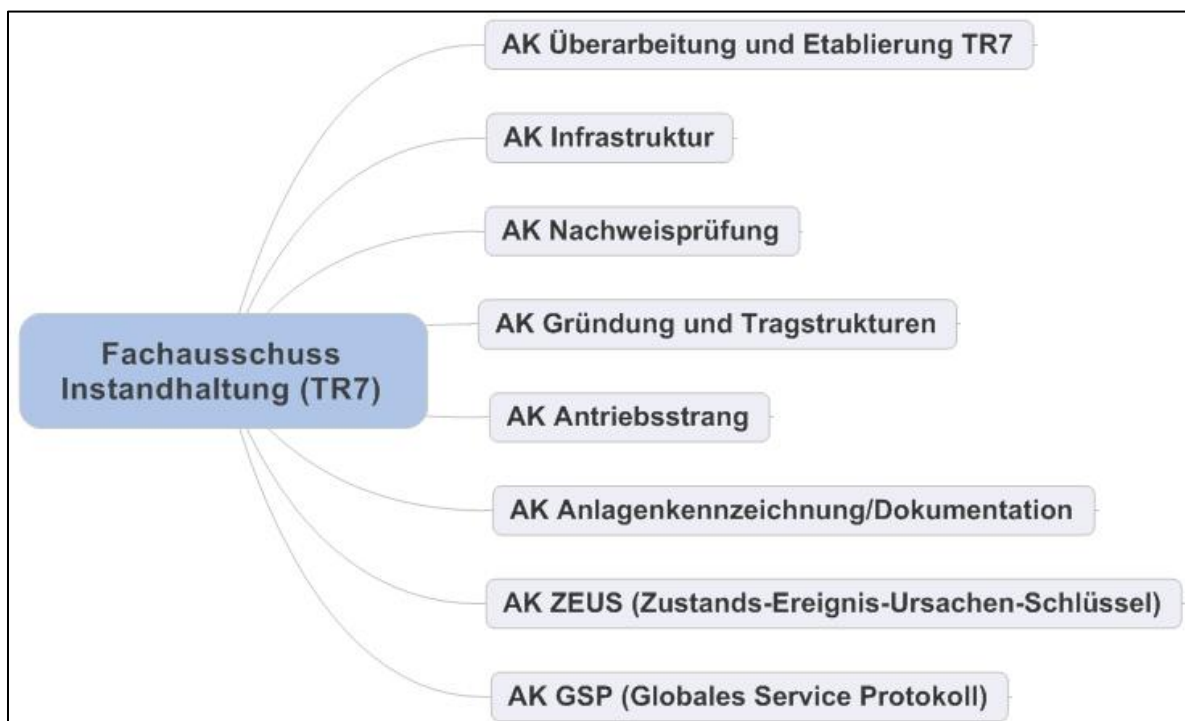 AK Überarbeitung und Etablierung TR7
AK Infrastruktur
AK Nachweisprüfung
AK Gründung und Tragstrukturen
Fachausschuss
Instandhaltung (TR7)
AK Antriebsstrang
AK Anlagenkennzeichnung/Dokumentation
AK ZEUS (Zustands-Ereignis-Ursachen-Schlüssel)
AK GSP (Globales Service Protokoll)